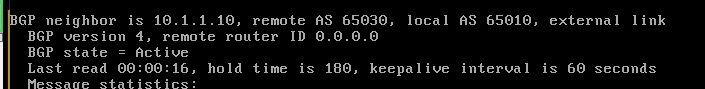 BGP neighbor is 10.1.1.10, remote AS 65030, local AS 65010, external link
BGP version 4, remote router ID 0.0.0.0
BGP state = Active
Last read 00:00:16, hold time is 180, keepalive interval is 60 seconds
Message statistics: